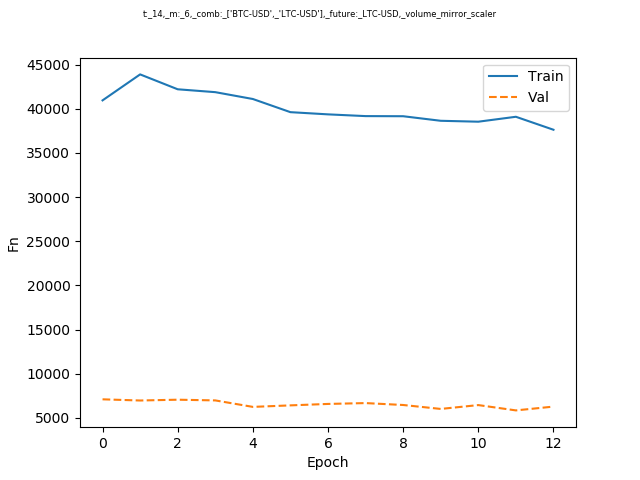 t:_14,_m:_6,_comb:_['BTC-USD',_'LTC-USD'],_future:_LTC-USD,_volume_mirror_scaler
45000
40000
35000
30000
25000
20000
15000
10000
5000
Fn
Train
Val
0 2 4 6 8 10 12
Epoch